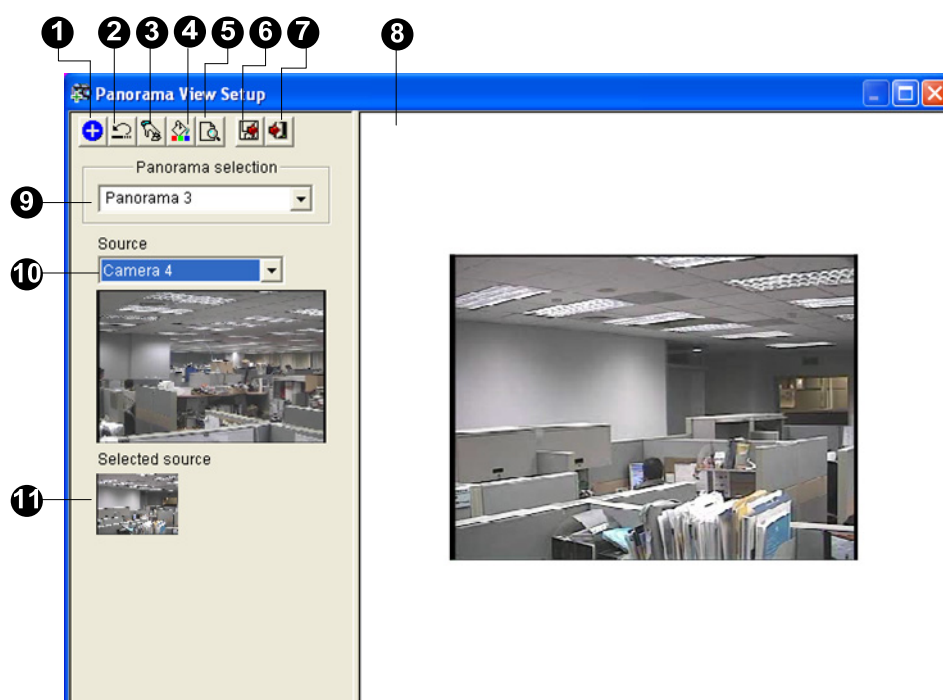 1 2 3 4 5 6 7 8
Panorama View Setup
Panorama selection
9
Panorama 3
Source
10
Camera 4
Selected source
11